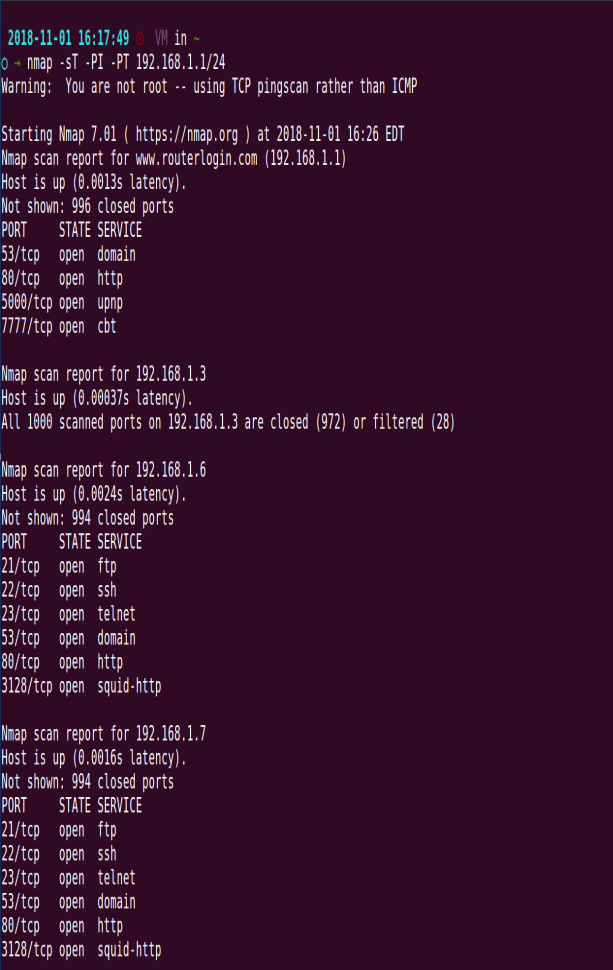 2018-11-01 16:17:49 VM in ~
○ → nmap -sT -PI -PT 192.168.1.1/24
Warning:  You are not root -- using TCP pingscan rather than ICMP
Starting Nmap 7.01 ( https://nmap.org ) at 2018-11-01 16:26 EDT
Nmap scan report for www.routerlogin.com (192.168.1.1)
Host is up (0.0013s latency).
Not shown: 996 closed ports
PORT     STATE SERVICE
53/tcp   open  domain
80/tcp   open  http
5000/tcp open  upnp
7777/tcp open  cbt
Nmap scan report for 192.168.1.3
Host is up (0.00037s latency).
All 1000 scanned ports on 192.168.1.3 are closed (972) or filtered (28)
Nmap scan report for 192.168.1.6
Host is up (0.0024s latency).
Not shown: 994 closed ports
PORT     STATE SERVICE
21/tcp   open  ftp
22/tcp   open  ssh
23/tcp   open  telnet
53/tcp   open  domain
80/tcp   open  http
3128/tcp open  squid-http
Nmap scan report for 192.168.1.7
Host is up (0.0016s latency).
Not shown: 994 closed ports
PORT     STATE SERVICE
21/tcp   open  ftp
22/tcp   open  ssh
23/tcp   open  telnet
53/tcp   open  domain
80/tcp   open  http
3128/tcp open  squid-http